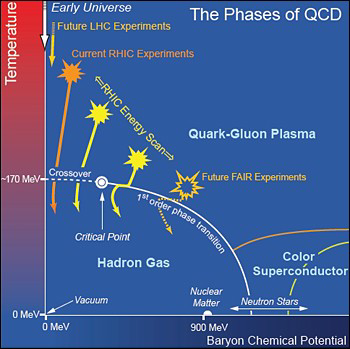 The Phases of QCD
Temperature
Early Universe
Future LHC Experiments
Current RHIC Experiments
⇐RHIC Energy Scan⇒
Quark-Gluon Plasma
~170 MeV
Crossover
Future FAIR Experiments
1st order phase transition
Critical Point
Hadron Gas
Color
Superconductor
Nuclear
Matter
Vacuum
Neutron Stars
0 MeV
0 MeV
900 MeV
Baryon Chemical Potential